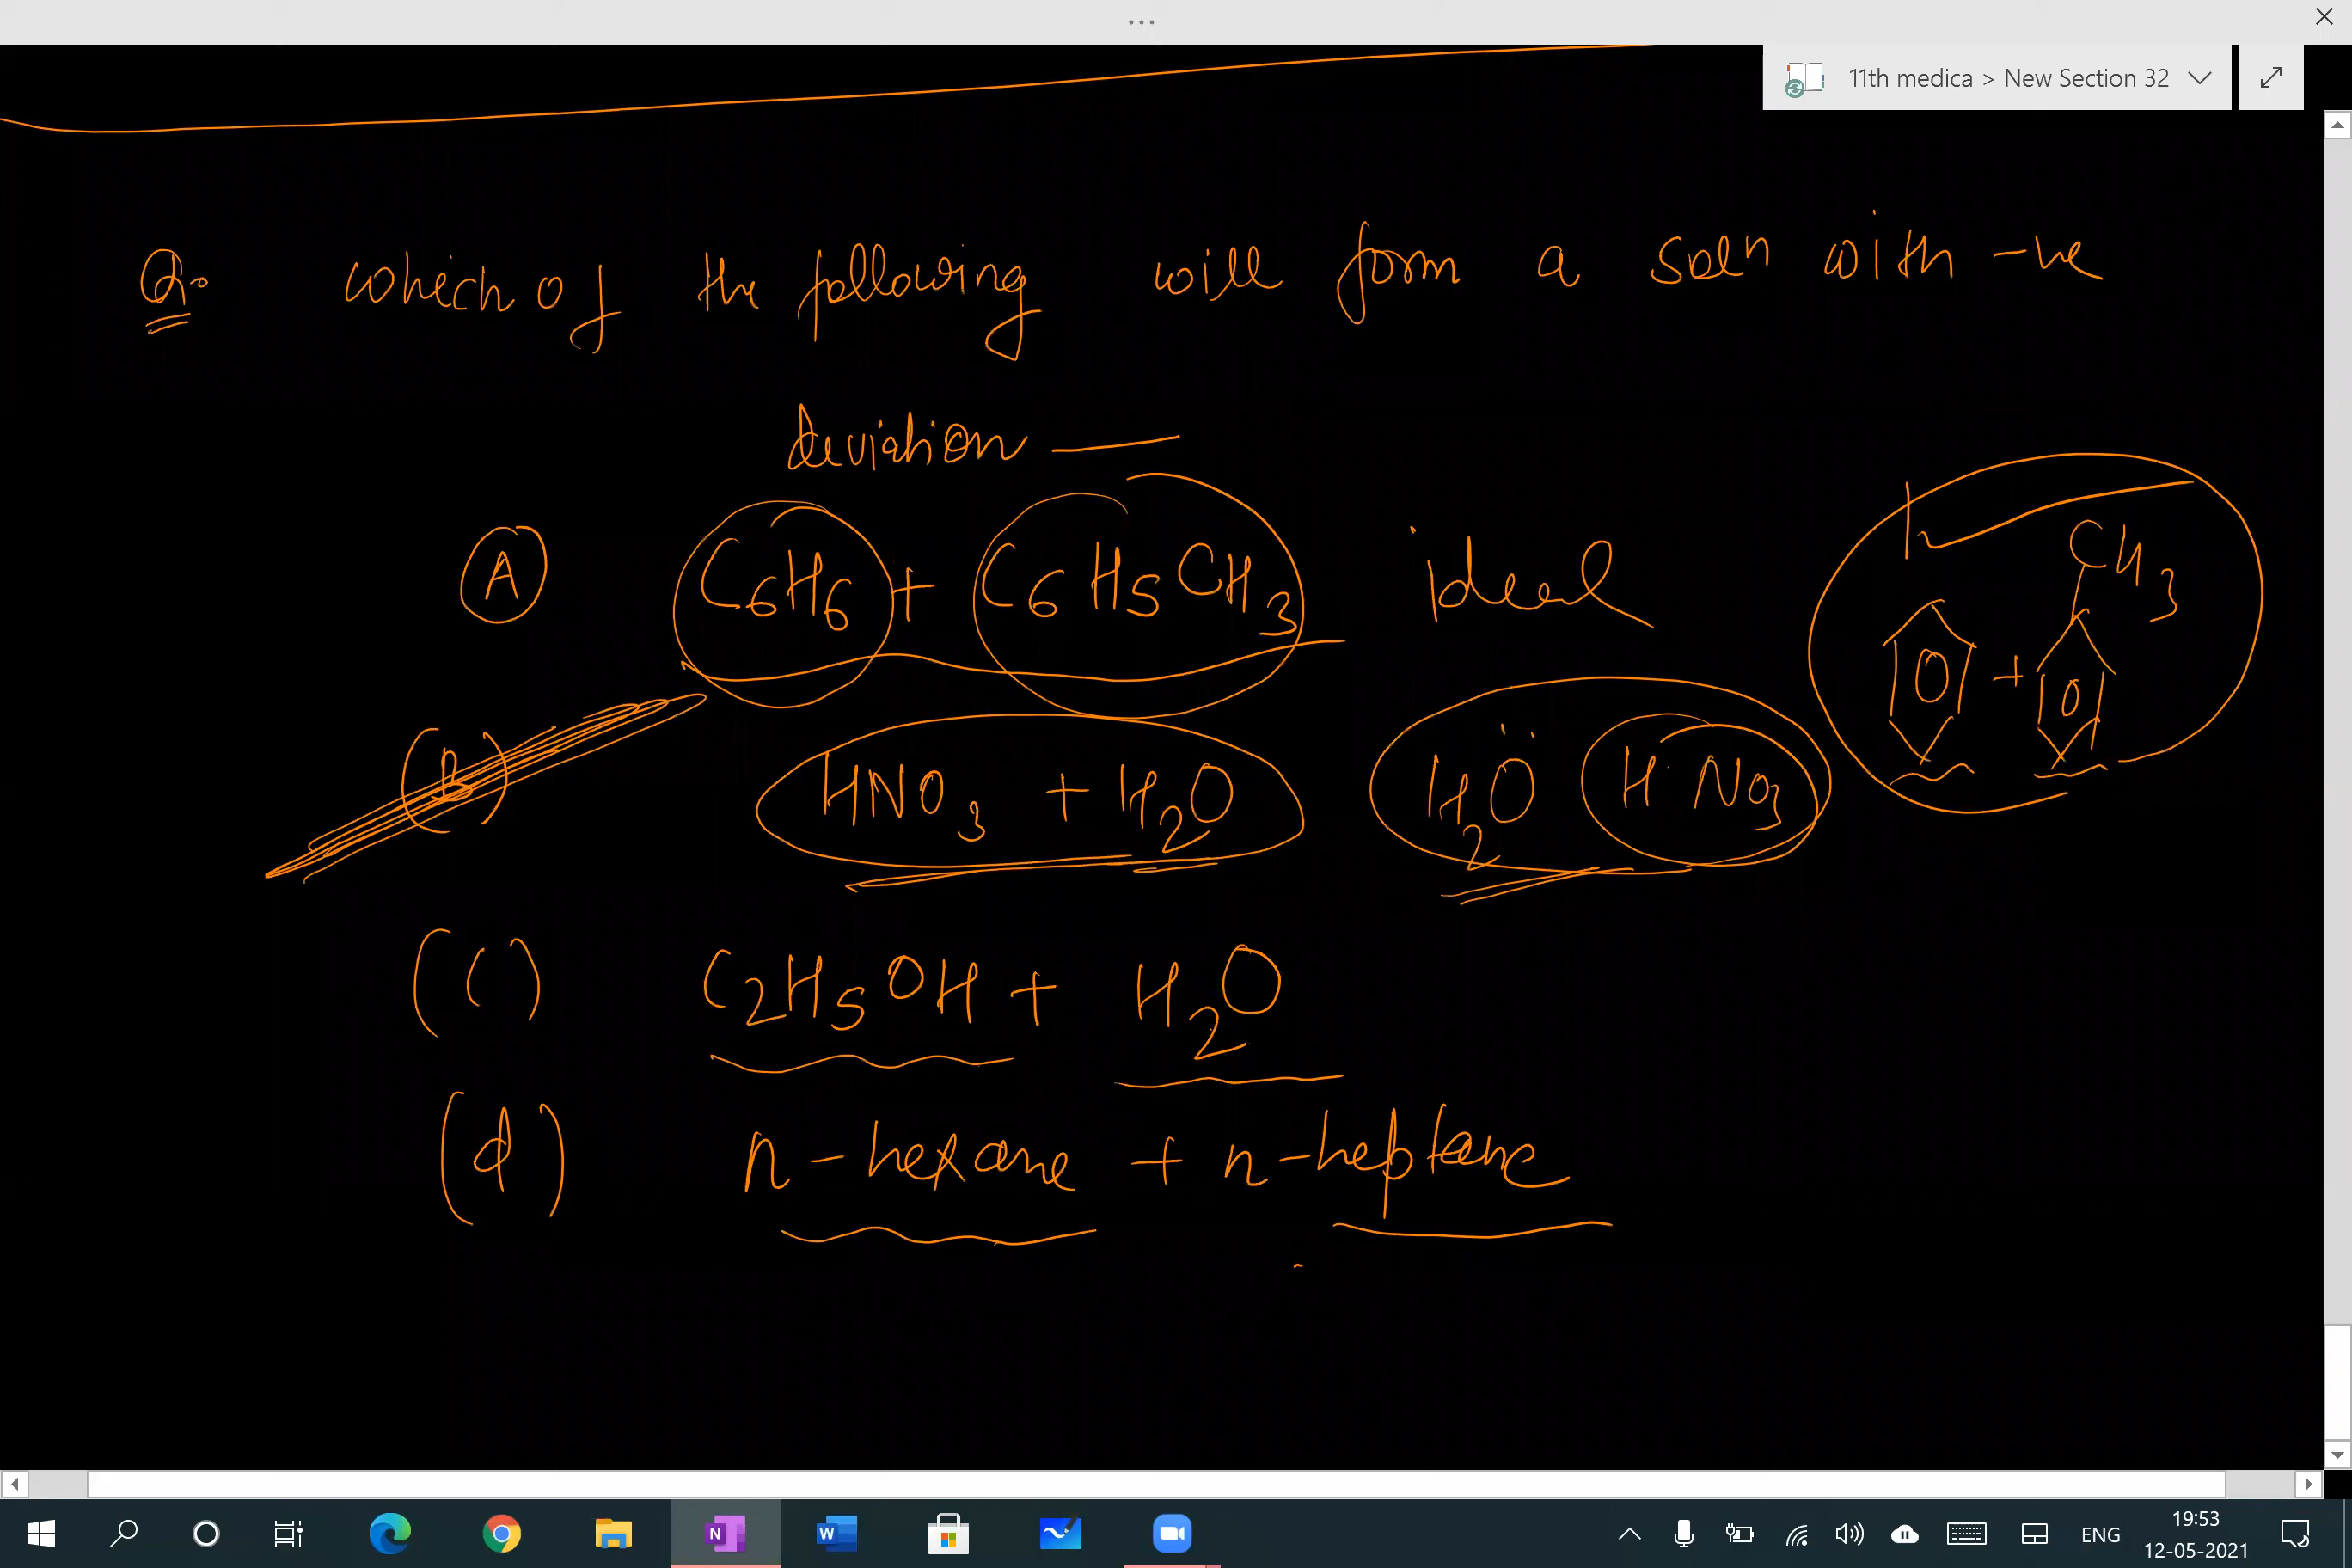 11th medica > New Section 32
Q. which of the following will form a soln with -ve
deviation —
(A) C6H6 + C6H5CH3 ideal
CH3
+
(B) HNO3 + H2O H2O HNO3
(C) C2H5OH + H2O
(d) n-hexane + n-heptane
ENG
19:53
12-05-2021